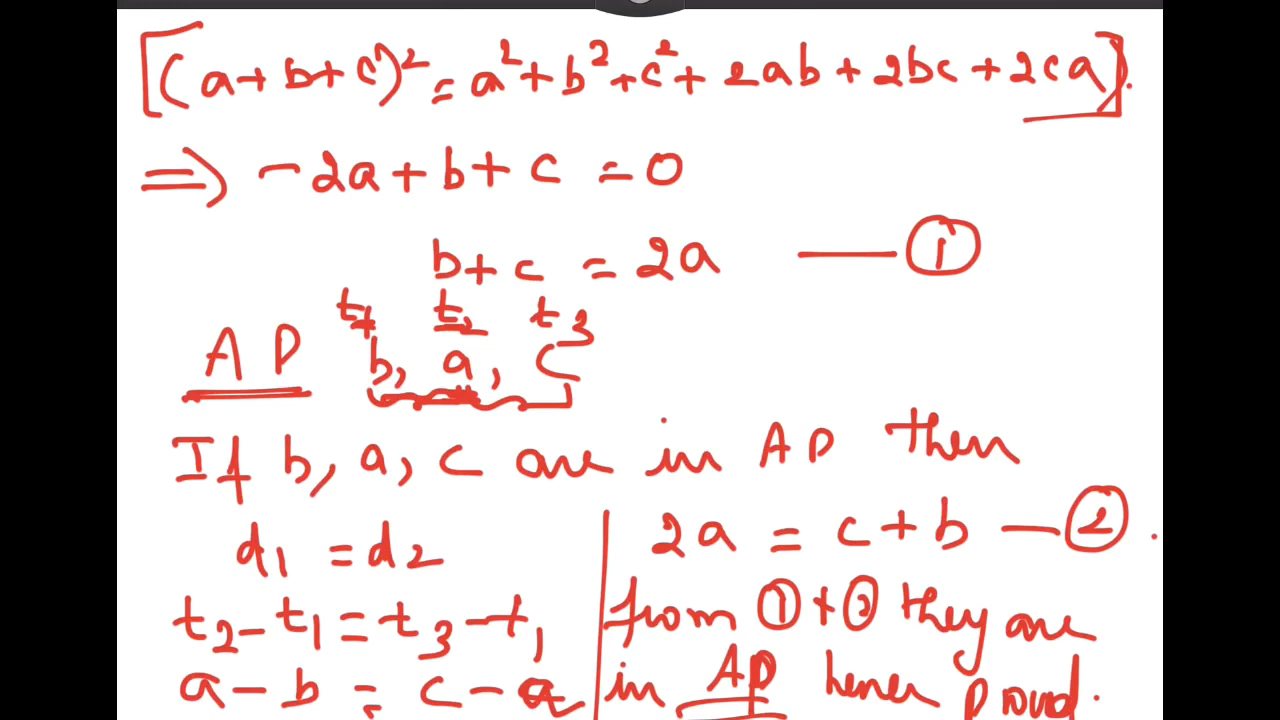 [(a+b+c)² = a² + b² + c² + 2ab + 2bc + 2ca].
⇒ -2a + b + c = 0
b + c = 2a —— ①
t₁ t₂ t₃
AP b, a, c
If b, a, c are in AP then
d₁ = d₂
t₂ - t₁ = t₃ - t₁
a - b = c - a
2a = c + b — ②.
from ① + ② they are
in AP hence proved.